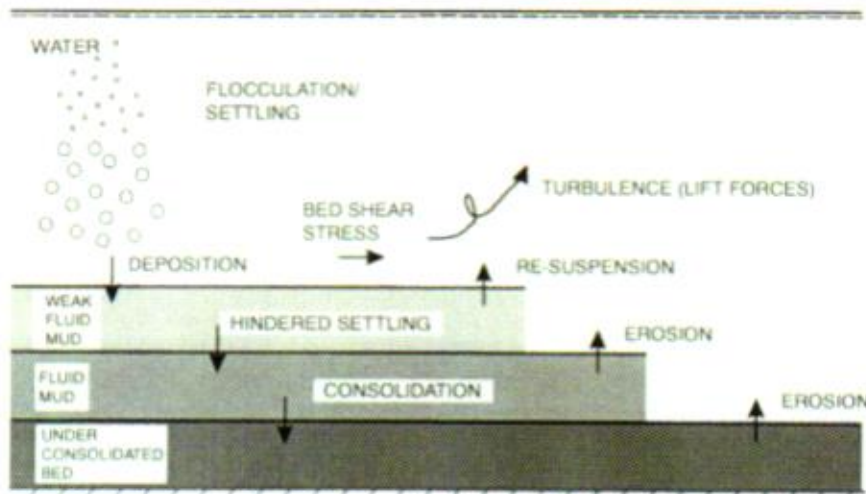 WATER
FLOCCULATION/
SETTLING
TURBULENCE (LIFT FORCES)
BED SHEAR
STRESS
DEPOSITION
RE-SUSPENSION
WEAK
FLUID
MUD
HINDERED SETTLING
EROSION
FLUID
MUD
CONSOLIDATION
EROSION
UNDER
CONSOLIDATED
BED